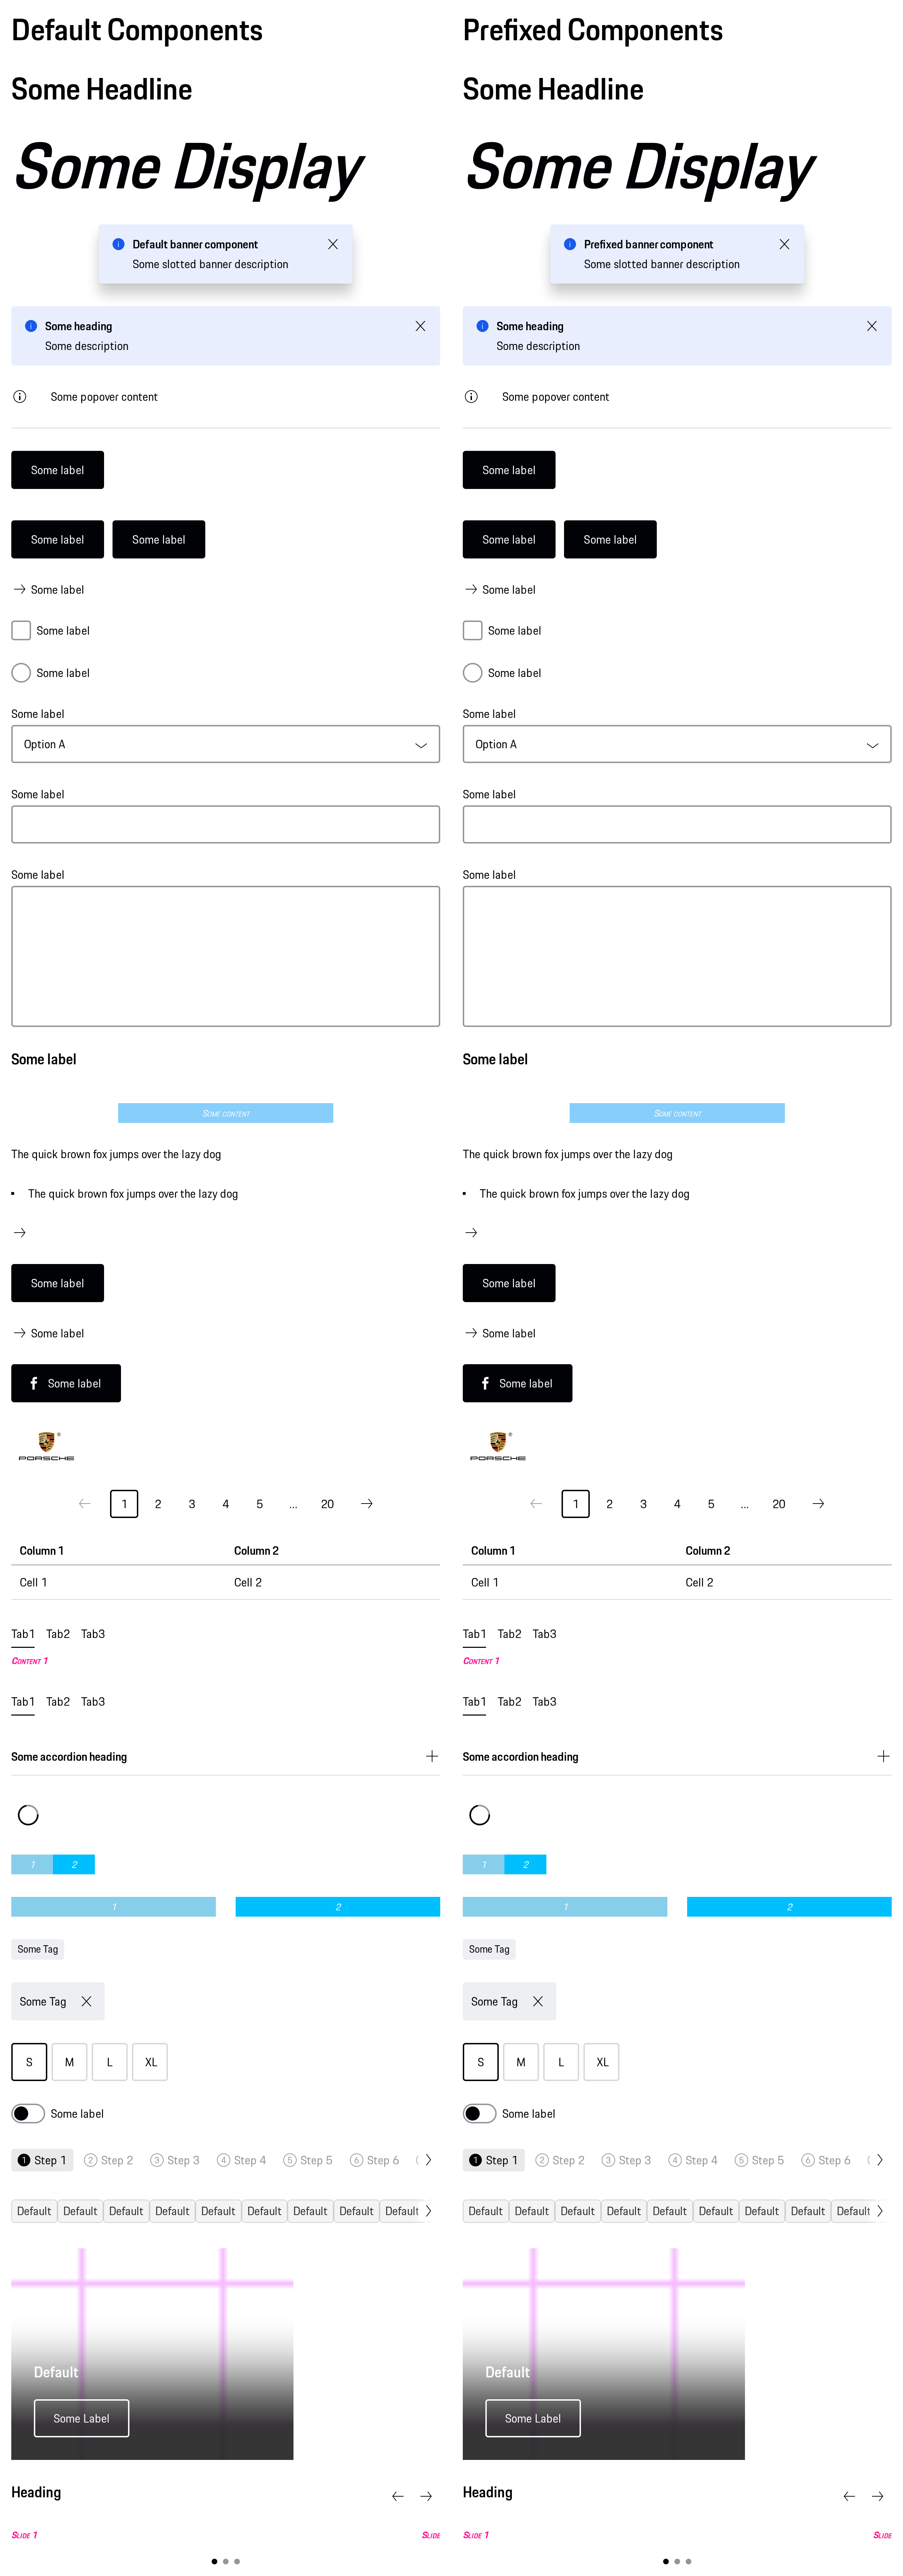 Default Components
Some Headline
Some Display
Default banner component
Some slotted banner description
Some heading
Some description
Some popover content
Some label
Some label Some label
Some label
Some label
Some label
Some label
Option A
Some label
Some label
Some label
Some content
The quick brown fox jumps over the lazy dog
The quick brown fox jumps over the lazy dog
Some label
Some label
Some label
PORSCHE
1 2 3 4 5 ... 20
Column 1 Column 2
Cell 1 Cell 2
Tab1 Tab2 Tab3
Content 1
Tab1 Tab2 Tab3
Some accordion heading
1 2
1 2
Some Tag
Some Tag
S M L XL
Some label
1 Step 1 2 Step 2 3 Step 3 4 Step 4 5 Step 5 6 Step 6
Default Default Default Default Default Default Default Default Default
Default
Some Label
Heading
Slide 1 Slide
Prefixed Components
Some Headline
Some Display
Prefixed banner component
Some slotted banner description
Some heading
Some description
Some popover content
Some label
Some label Some label
Some label
Some label
Some label
Some label
Option A
Some label
Some label
Some label
Some content
The quick brown fox jumps over the lazy dog
The quick brown fox jumps over the lazy dog
Some label
Some label
Some label
PORSCHE
1 2 3 4 5 ... 20
Column 1 Column 2
Cell 1 Cell 2
Tab1 Tab2 Tab3
Content 1
Tab1 Tab2 Tab3
Some accordion heading
1 2
1 2
Some Tag
Some Tag
S M L XL
Some label
1 Step 1 2 Step 2 3 Step 3 4 Step 4 5 Step 5 6 Step 6
Default Default Default Default Default Default Default Default Default
Default
Some Label
Heading
Slide 1 Slide